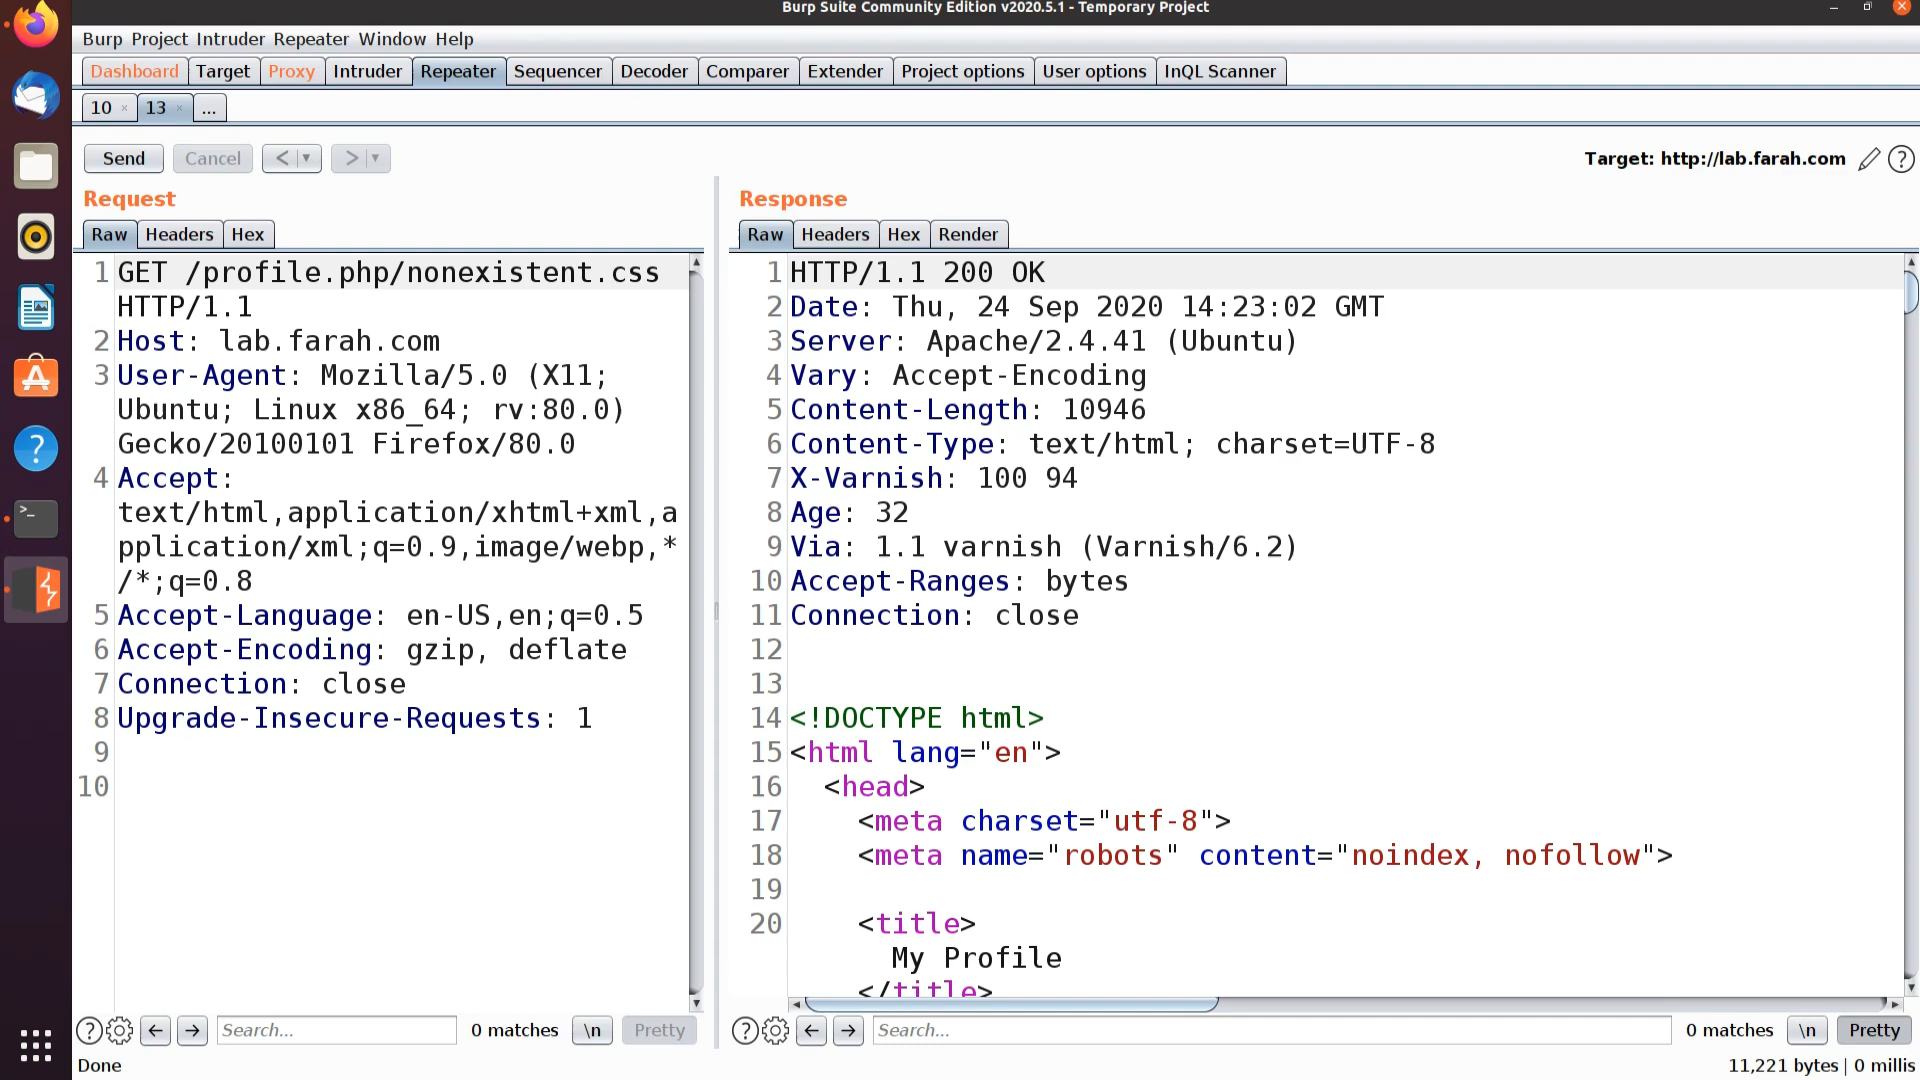 Burp Suite Community Edition v2020.5.1 - Temporary Project
Burp Project Intruder Repeater Window Help
Dashboard Target Proxy Intruder Repeater Sequencer Decoder Comparer Extender Project options User options InQL Scanner
10 × 13 × ...
Send Cancel < ▼ > ▼ Target: http://lab.farah.com
Request
Raw Headers Hex
1 GET /profile.php/nonexistent.css
HTTP/1.1
2 Host: lab.farah.com
3 User-Agent: Mozilla/5.0 (X11;
Ubuntu; Linux x86_64; rv:80.0)
Gecko/20100101 Firefox/80.0
4 Accept:
text/html,application/xhtml+xml,a
pplication/xml;q=0.9,image/webp,*
/*;q=0.8
5 Accept-Language: en-US,en;q=0.5
6 Accept-Encoding: gzip, deflate
7 Connection: close
8 Upgrade-Insecure-Requests: 1
9
10
Search... 0 matches \n Pretty
Response
Raw Headers Hex Render
1 HTTP/1.1 200 OK
2 Date: Thu, 24 Sep 2020 14:23:02 GMT
3 Server: Apache/2.4.41 (Ubuntu)
4 Vary: Accept-Encoding
5 Content-Length: 10946
6 Content-Type: text/html; charset=UTF-8
7 X-Varnish: 100 94
8 Age: 32
9 Via: 1.1 varnish (Varnish/6.2)
10 Accept-Ranges: bytes
11 Connection: close
12
13
14 <!DOCTYPE html>
15 <html lang="en">
16 <head>
17 <meta charset="utf-8">
18 <meta name="robots" content="noindex, nofollow">
19
20 <title>
My Profile
</title>
Search... 0 matches \n Pretty
Done
11,221 bytes | 0 millis